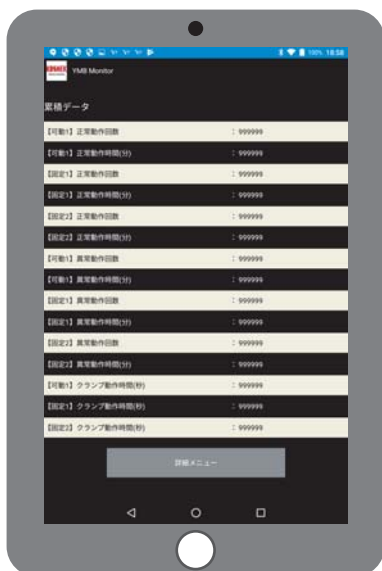 100% 18:58
YMB Monitor
累積データ
【可動1】正常動作回数 : 999999
【可動1】正常動作時間(分) : 999999
【固定1】正常動作回数 : 999999
【固定1】正常動作時間(分) : 999999
【固定2】正常動作回数 : 999999
【固定2】正常動作時間(分) : 999999
【可動1】異常動作回数 : 999999
【可動1】異常動作時間(分) : 999999
【固定1】異常動作回数 : 999999
【固定1】異常動作時間(分) : 999999
【固定2】異常動作回数 : 999999
【固定2】異常動作時間(分) : 999999
【可動1】クランプ動作時間(秒) : 999999
【固定1】クランプ動作時間(秒) : 999999
【固定2】クランプ動作時間(秒) : 999999
詳細メニュー